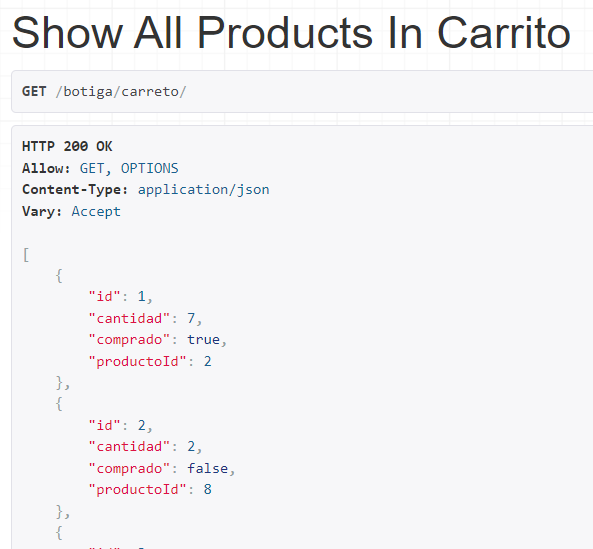 Show All Products In Carrito
GET /botiga/carreto/
HTTP 200 OK
Allow: GET, OPTIONS
Content-Type: application/json
Vary: Accept
[
{
"id": 1,
"cantidad": 7,
"comprado": true,
"productoId": 2
},
{
"id": 2,
"cantidad": 2,
"comprado": false,
"productoId": 8
},
{